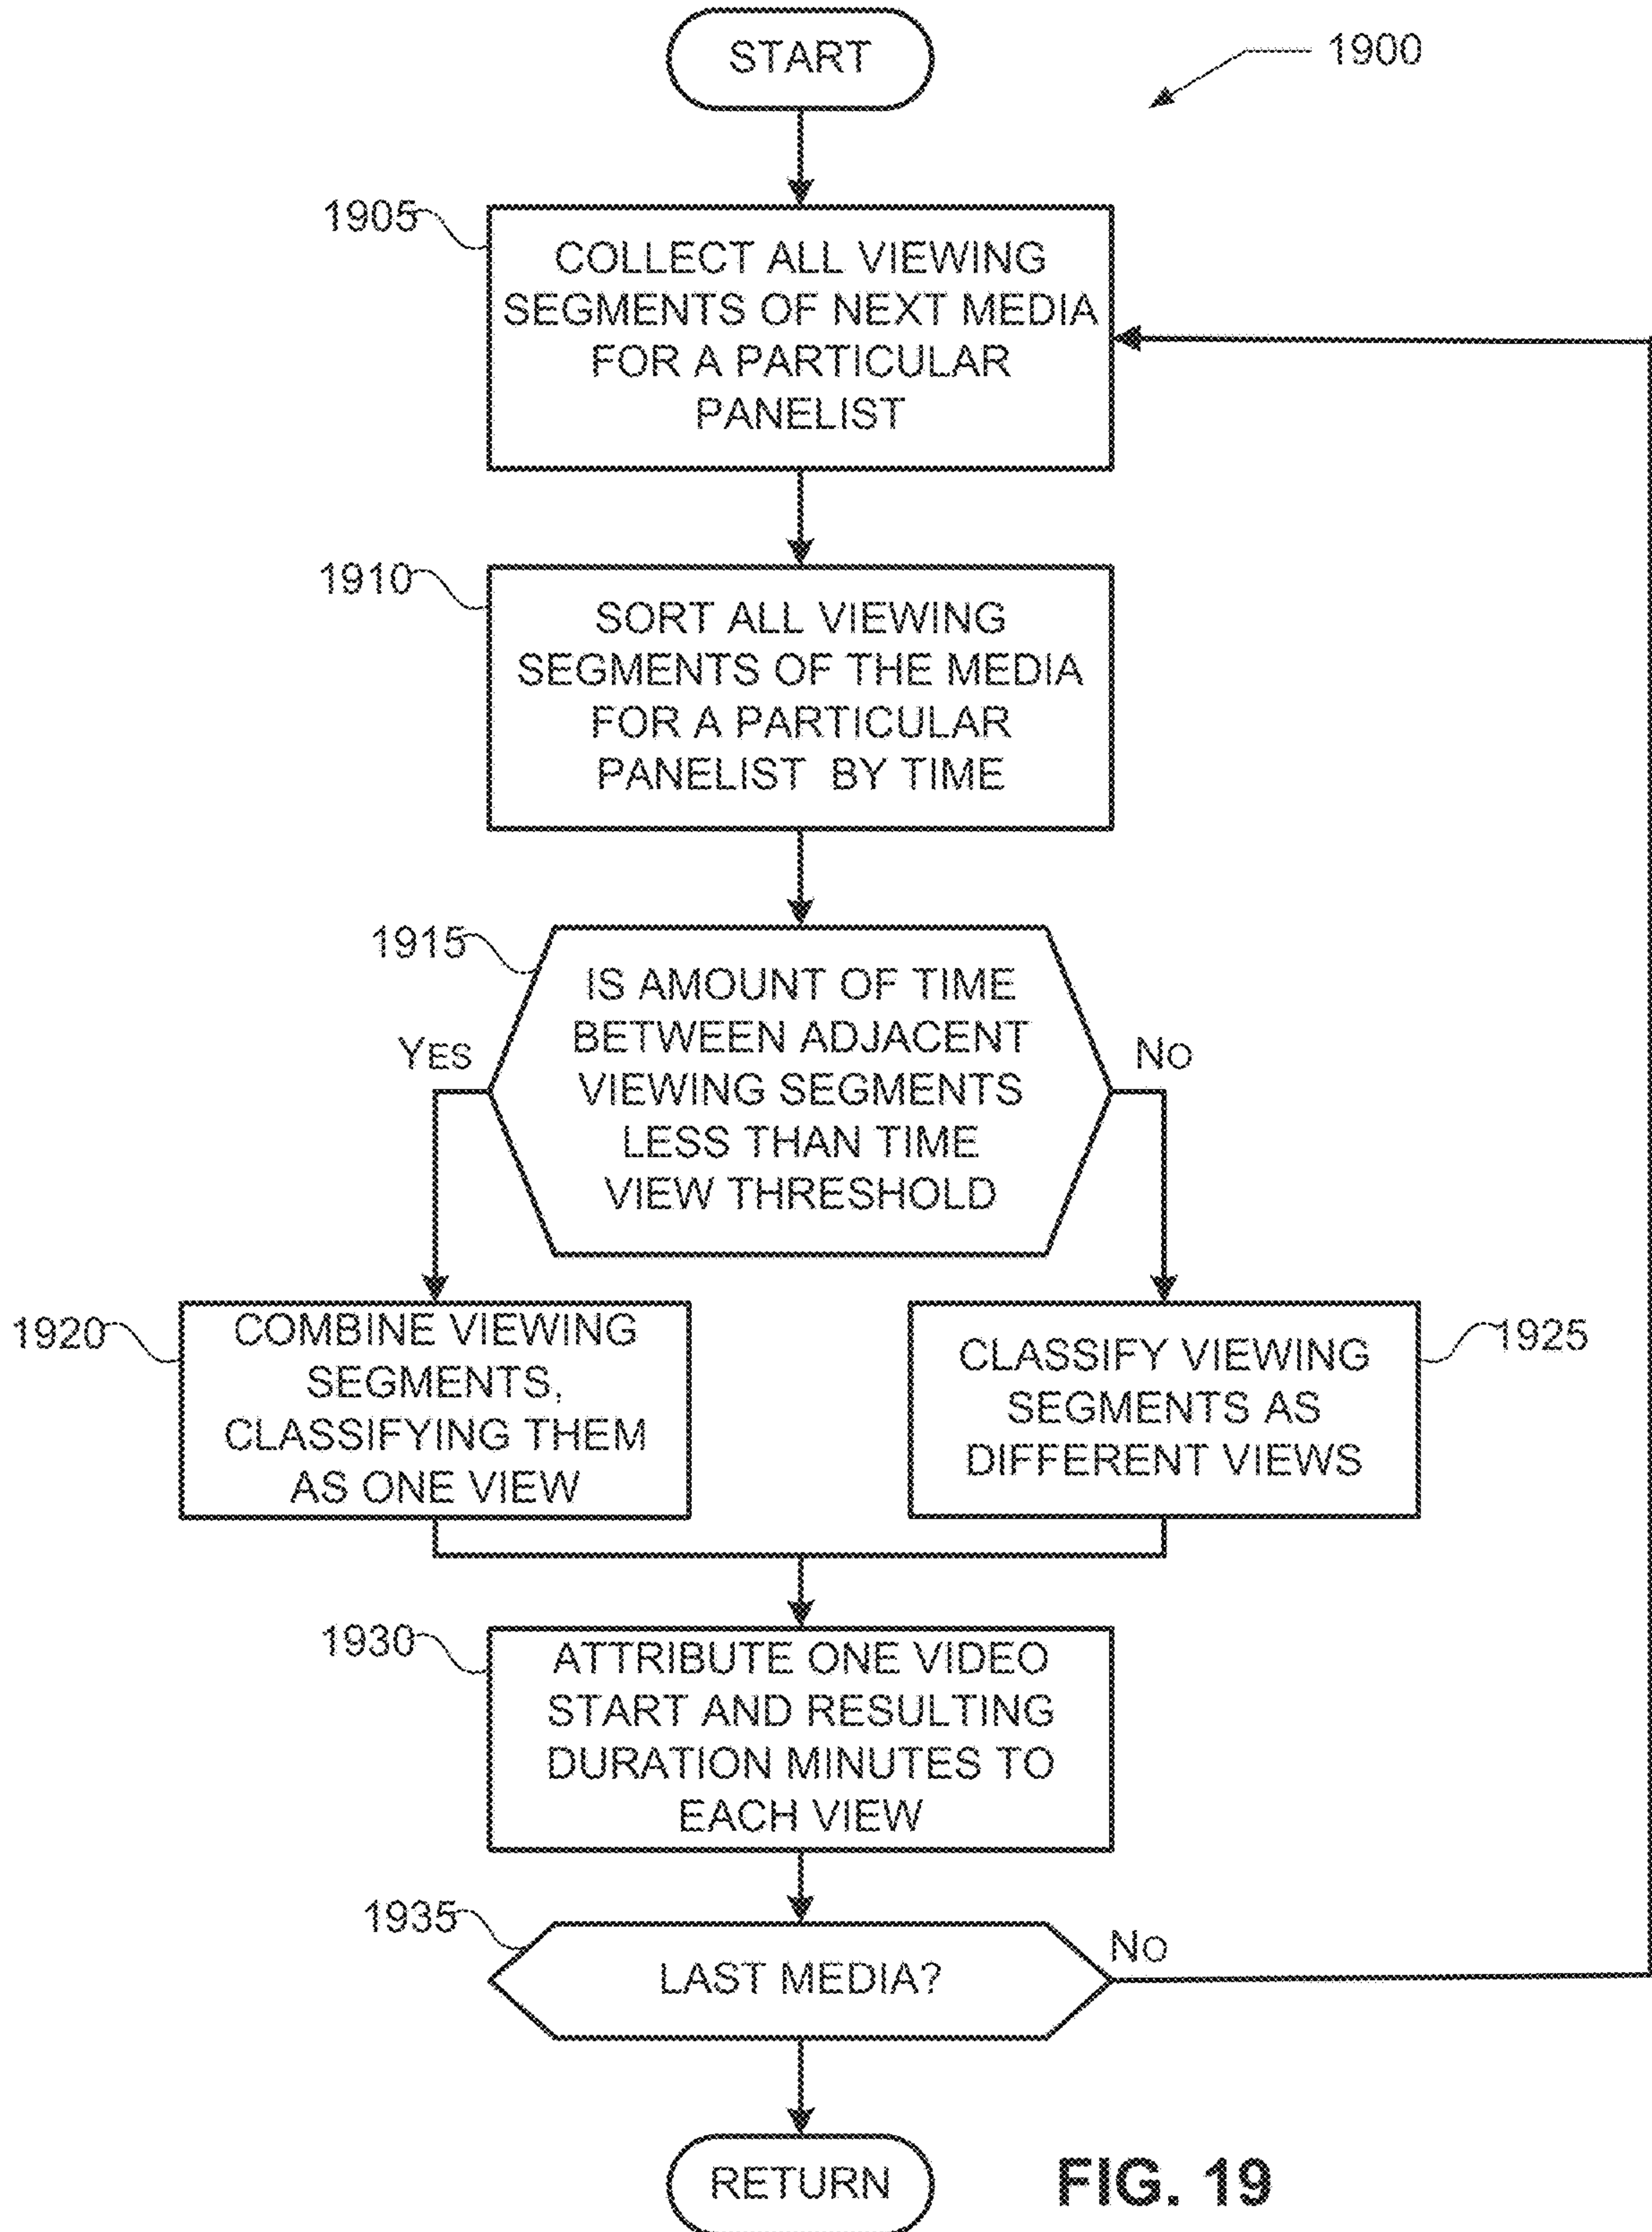 START
1900
1905
COLLECT ALL VIEWING
SEGMENTS OF NEXT MEDIA
FOR A PARTICULAR
PANELIST
1910
SORT ALL VIEWING
SEGMENTS OF THE MEDIA
FOR A PARTICULAR
PANELIST BY TIME
1915
IS AMOUNT OF TIME
BETWEEN ADJACENT
VIEWING SEGMENTS
LESS THAN TIME
VIEW THRESHOLD
YES
NO
1920
COMBINE VIEWING
SEGMENTS,
CLASSIFYING THEM
AS ONE VIEW
1925
CLASSIFY VIEWING
SEGMENTS AS
DIFFERENT VIEWS
1930
ATTRIBUTE ONE VIDEO
START AND RESULTING
DURATION MINUTES TO
EACH VIEW
1935
LAST MEDIA?
NO
RETURN
FIG. 19